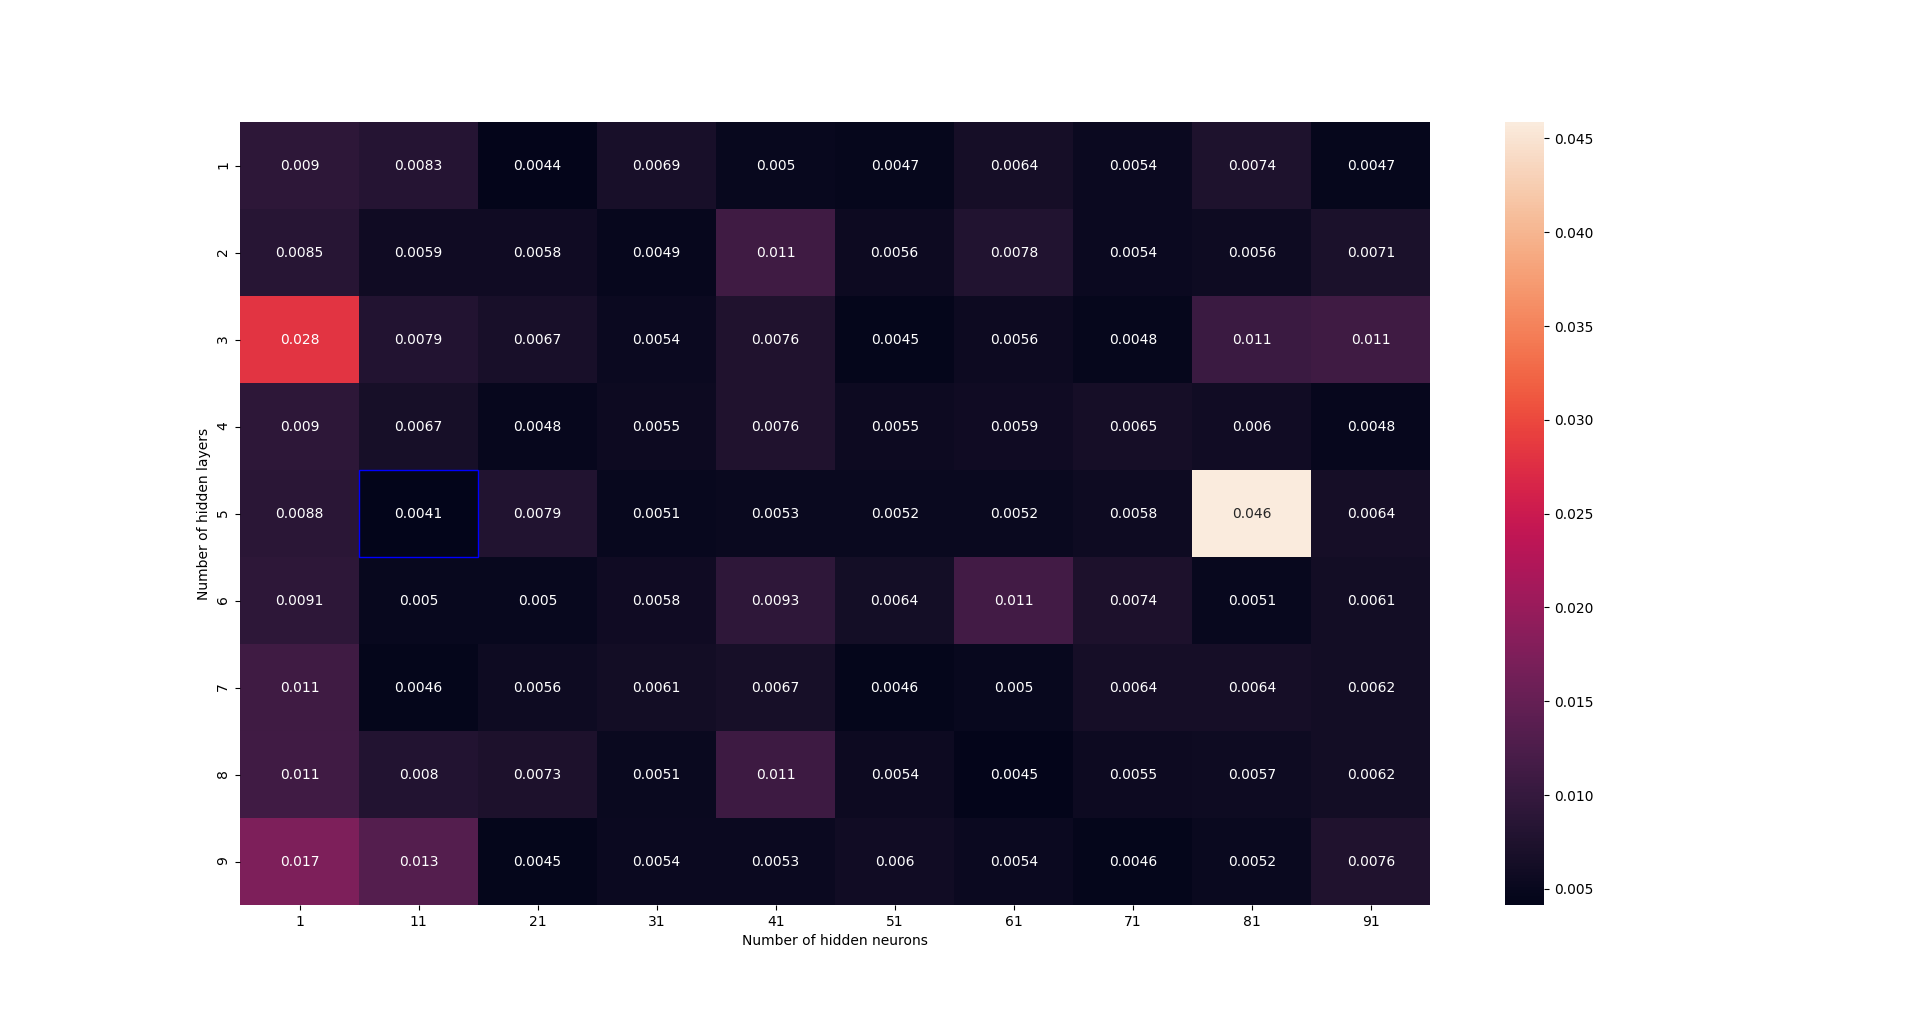 1 0.009 0.0083 0.0044 0.0069 0.005 0.0047 0.0064 0.0054 0.0074 0.0047
2 0.0085 0.0059 0.0058 0.0049 0.011 0.0056 0.0078 0.0054 0.0056 0.0071
3 0.028 0.0079 0.0067 0.0054 0.0076 0.0045 0.0056 0.0048 0.011 0.011
4 0.009 0.0067 0.0048 0.0055 0.0076 0.0055 0.0059 0.0065 0.006 0.0048
5 0.0088 0.0041 0.0079 0.0051 0.0053 0.0052 0.0052 0.0058 0.046 0.0064
6 0.0091 0.005 0.005 0.0058 0.0093 0.0064 0.011 0.0074 0.0051 0.0061
7 0.011 0.0046 0.0056 0.0061 0.0067 0.0046 0.005 0.0064 0.0064 0.0062
8 0.011 0.008 0.0073 0.0051 0.011 0.0054 0.0045 0.0055 0.0057 0.0062
9 0.017 0.013 0.0045 0.0054 0.0053 0.006 0.0054 0.0046 0.0052 0.0076
1 11 21 31 41 51 61 71 81 91
Number of hidden neurons
Number of hidden layers
0.045
0.040
0.035
0.030
0.025
0.020
0.015
0.010
0.005